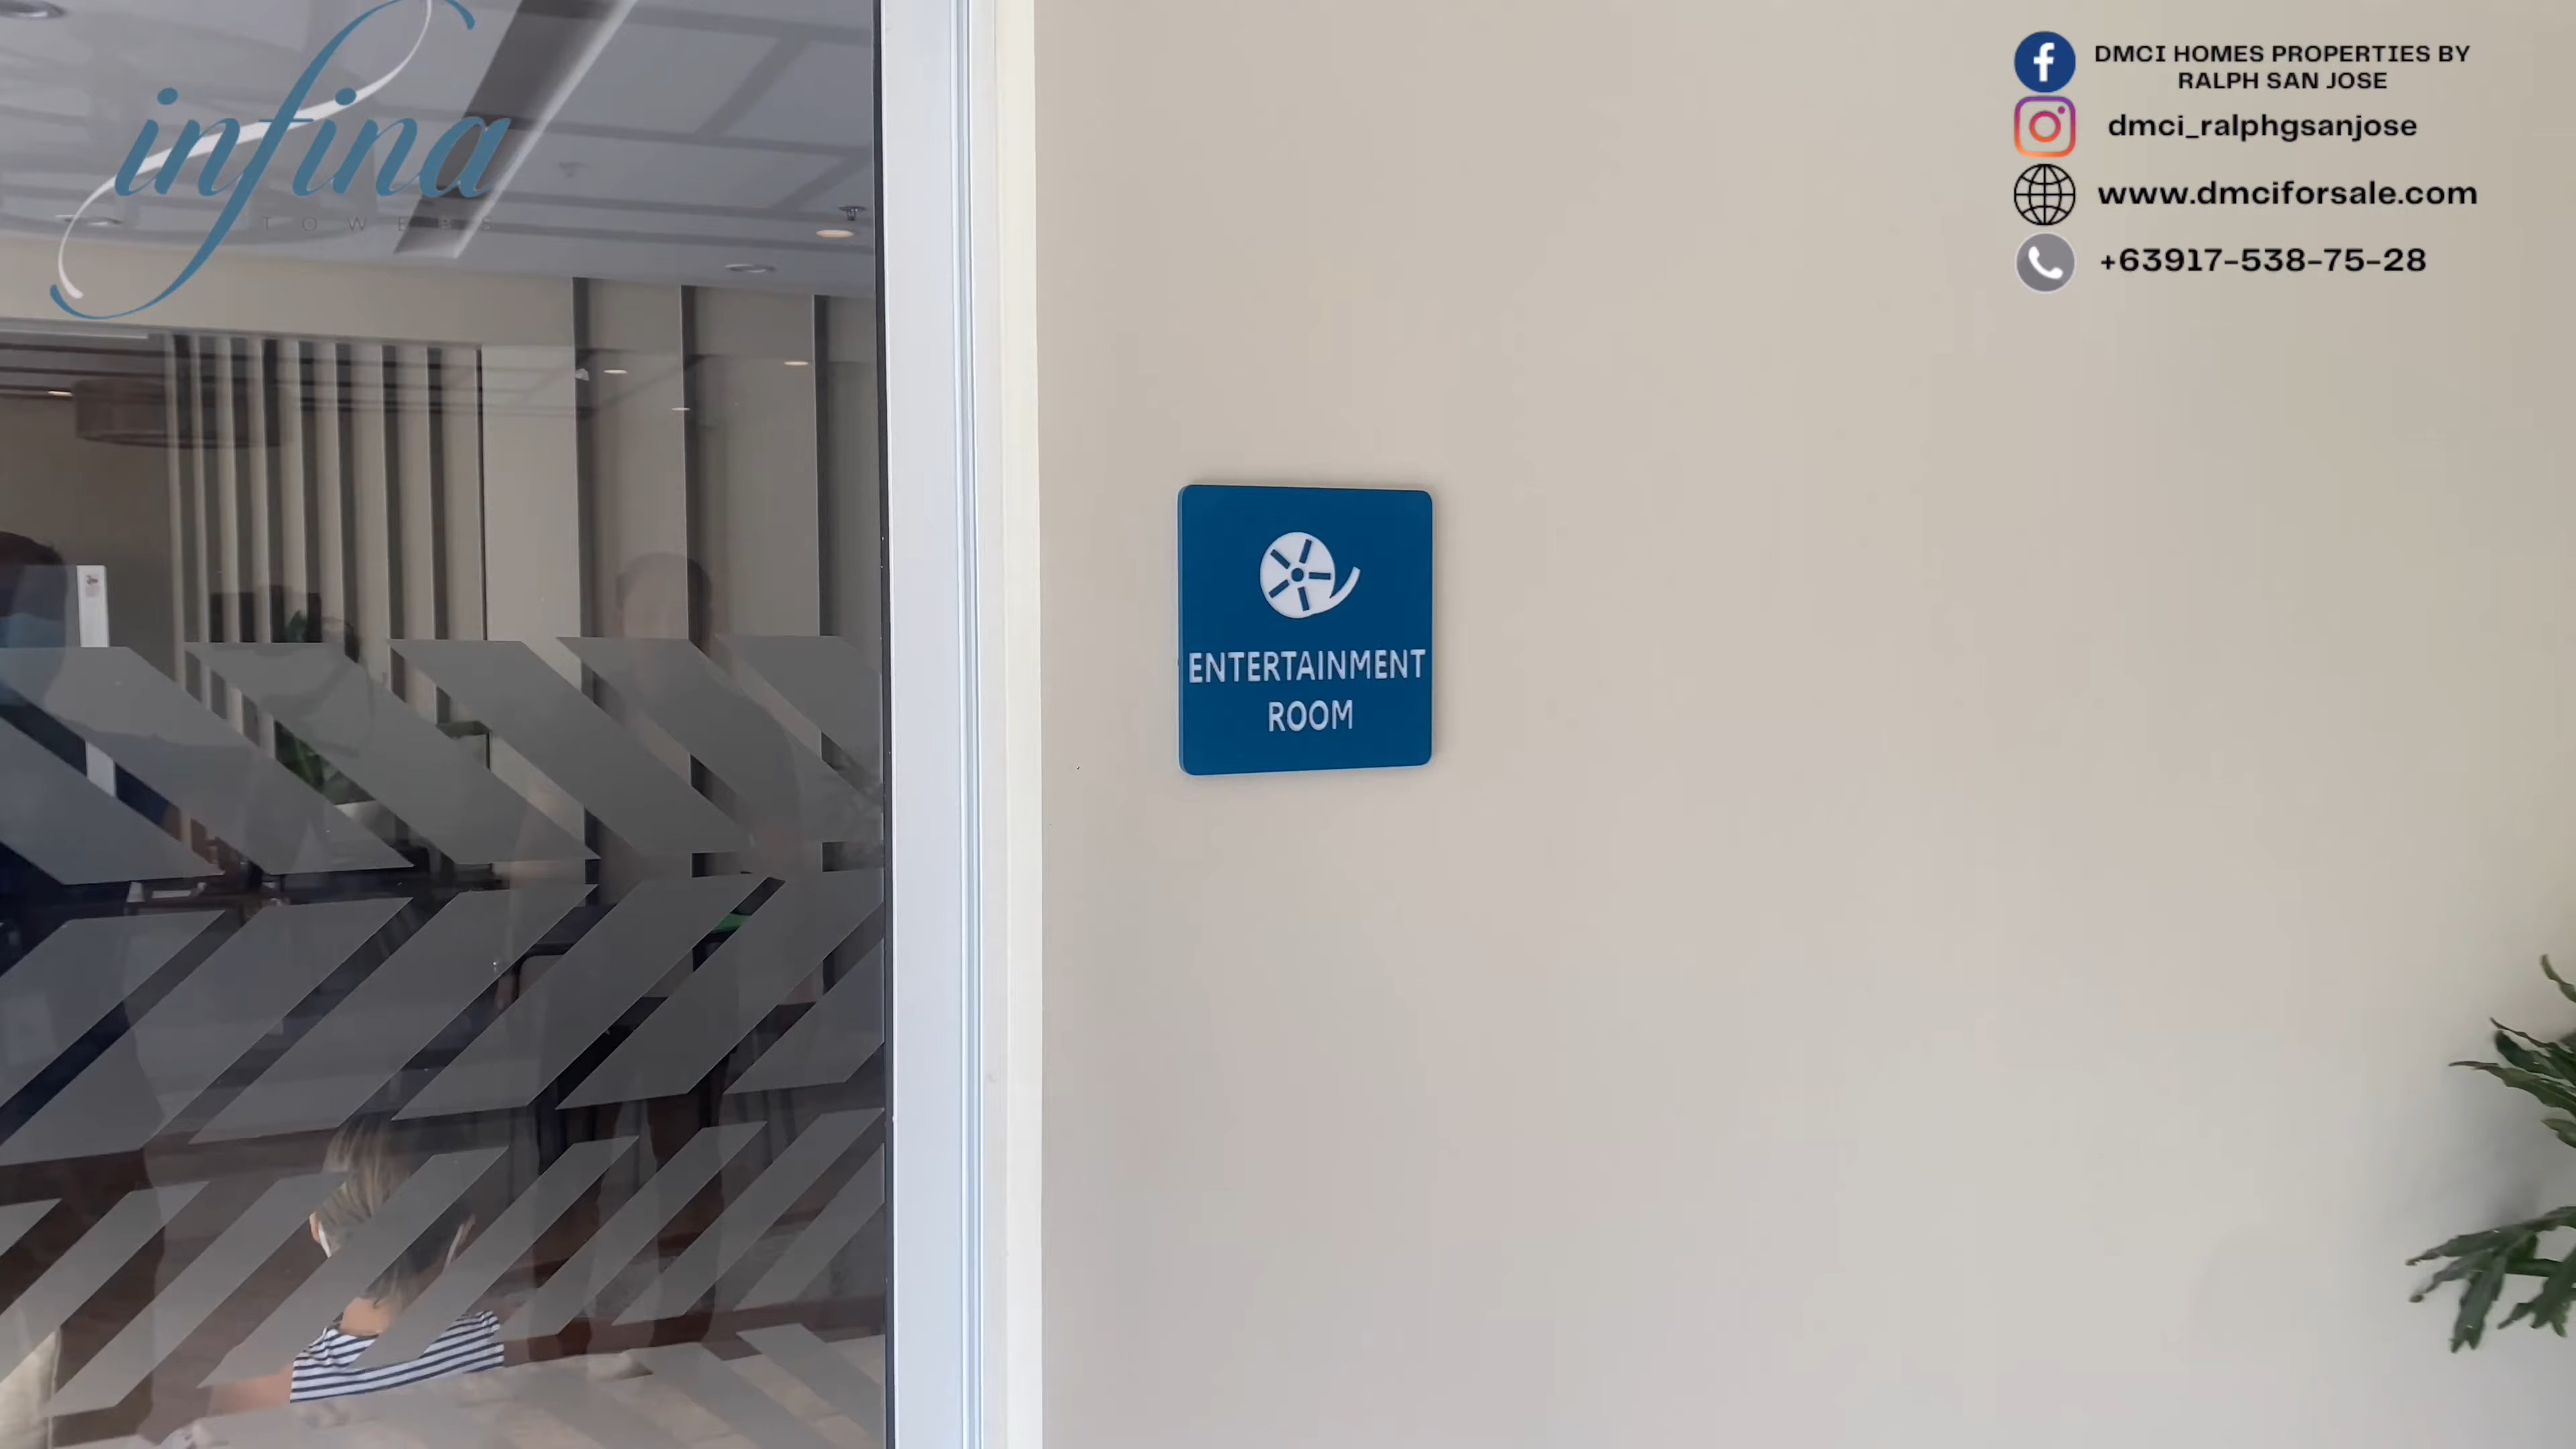 infina
TOWERS
DMCI HOMES PROPERTIES BY
RALPH SAN JOSE
dmci_ralphgsanjose
www.dmciforsale.com
+63917-538-75-28
ENTERTAINMENT
ROOM